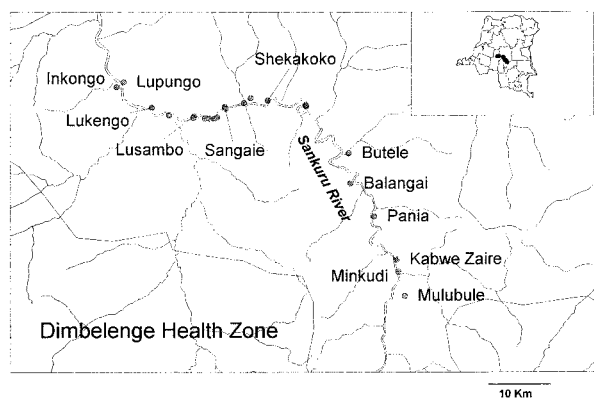 Shekakoko
Inkongo
Lupungo
Lukengo
Lusambo
Sangaie
Sankuru River
Butele
Balangai
Pania
Kabwe Zaire
Minkudi
Mulubule
Dimbelenge Health Zone
10 Km